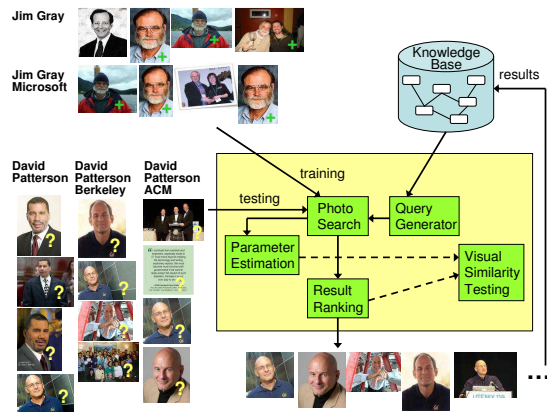 Jim Gray
Jim Gray
Microsoft
Knowledge
Base
results
training
testing
David
Patterson
David
Patterson
Berkeley
David
Patterson
ACM
Photo
Search
Query
Generator
Parameter
Estimation
Visual
Similarity
Testing
Result
Ranking
+
+
+
+
+
+
+
?
?
?
?
?
?
?
?
?
?
?
?
...